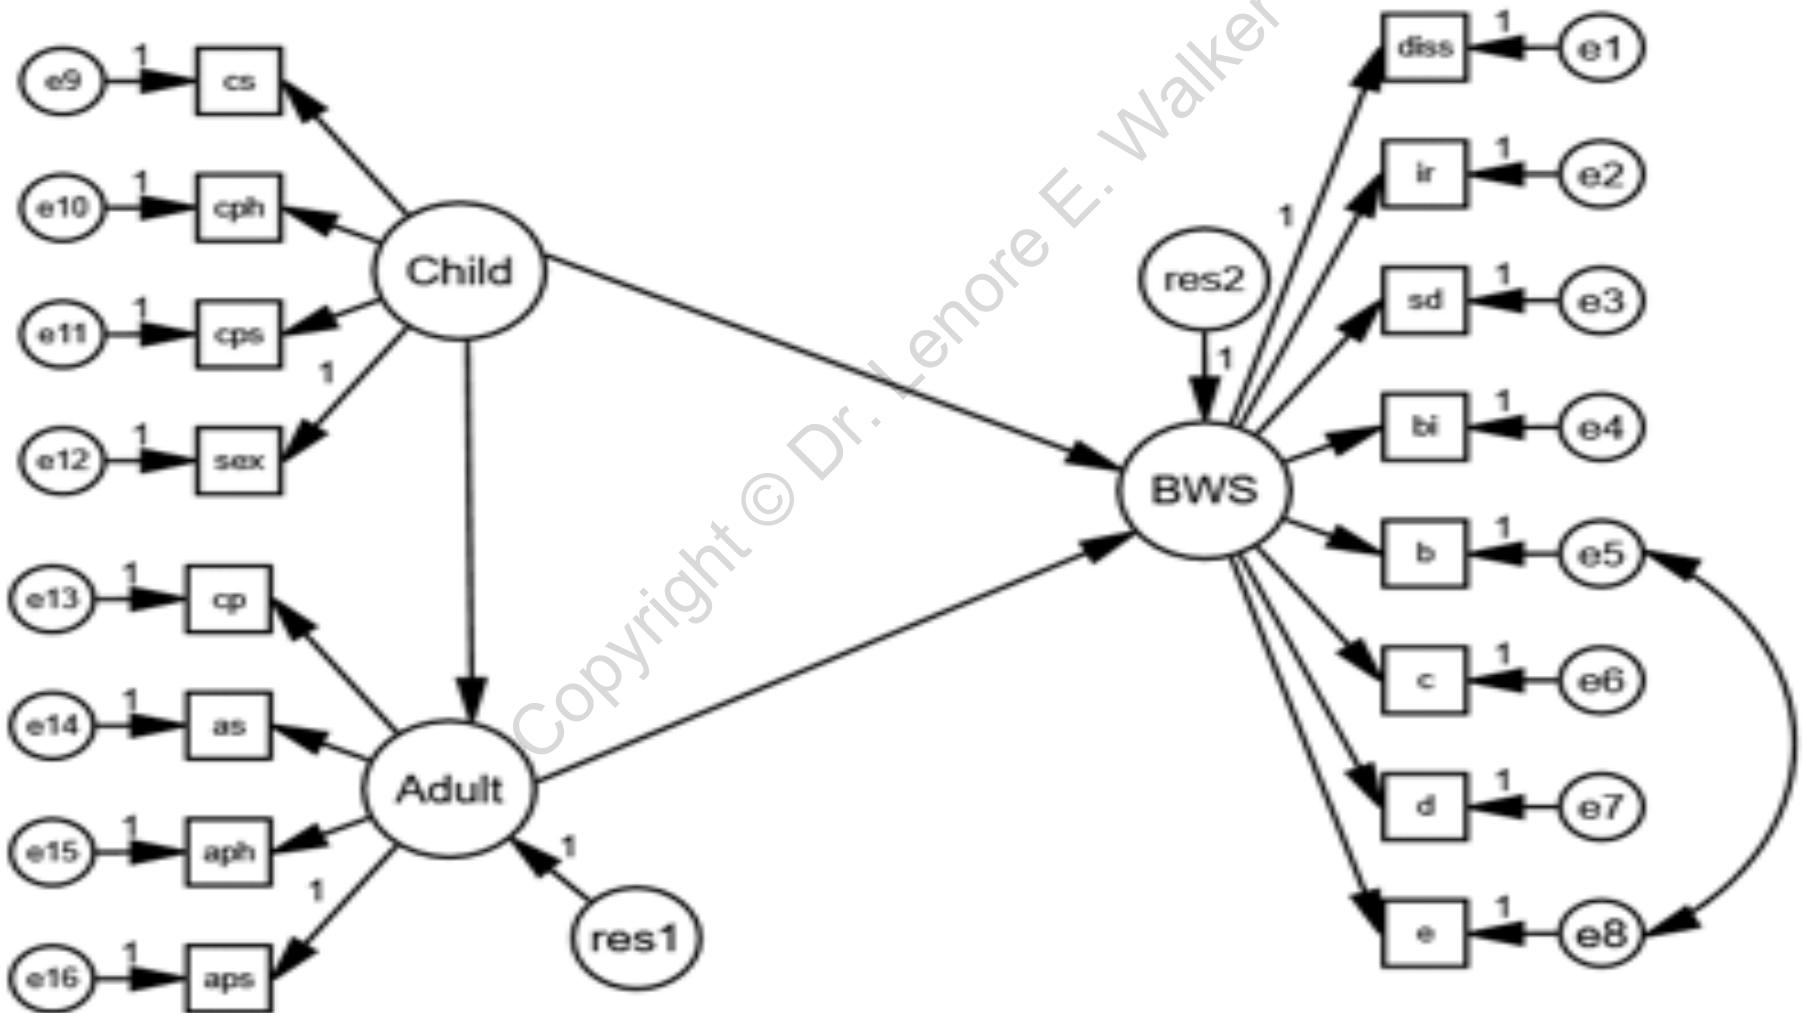 e9 1 cs
e10 1 cph
e11 1 cps
1
e12 1 sex
Child
e13 1 cp
e14 1 as
e15 1 aph
1
e16 1 aps
Adult
1
res1
res2
1
BWS
1
diss 1 e1
ir 1 e2
sd 1 e3
bi 1 e4
b 1 e5
c 1 e6
d 1 e7
e 1 e8
Copyright © Dr. Lenore E. Walker